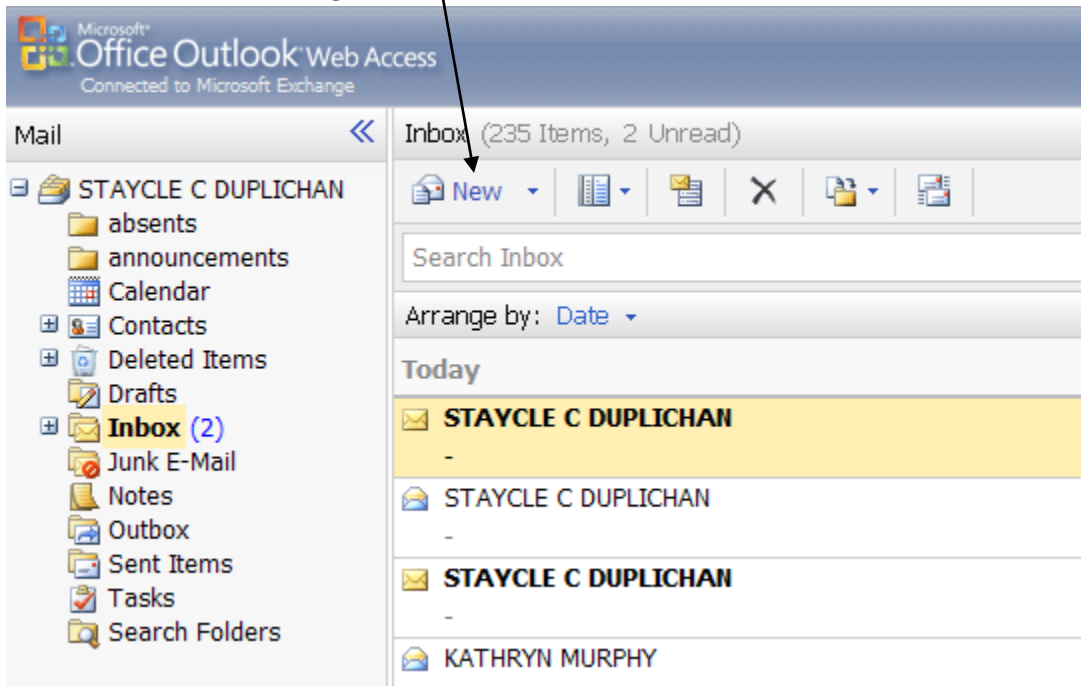 Microsoft®
Office Outlook Web Access
Connected to Microsoft Exchange
Mail
Inbox (235 Items, 2 Unread)
STAYCLE C DUPLICHAN
absents
announcements
Calendar
Contacts
Deleted Items
Drafts
Inbox (2)
Junk E-Mail
Notes
Outbox
Sent Items
Tasks
Search Folders
New
Search Inbox
Arrange by: Date
Today
STAYCLE C DUPLICHAN
-
STAYCLE C DUPLICHAN
-
STAYCLE C DUPLICHAN
-
KATHRYN MURPHY